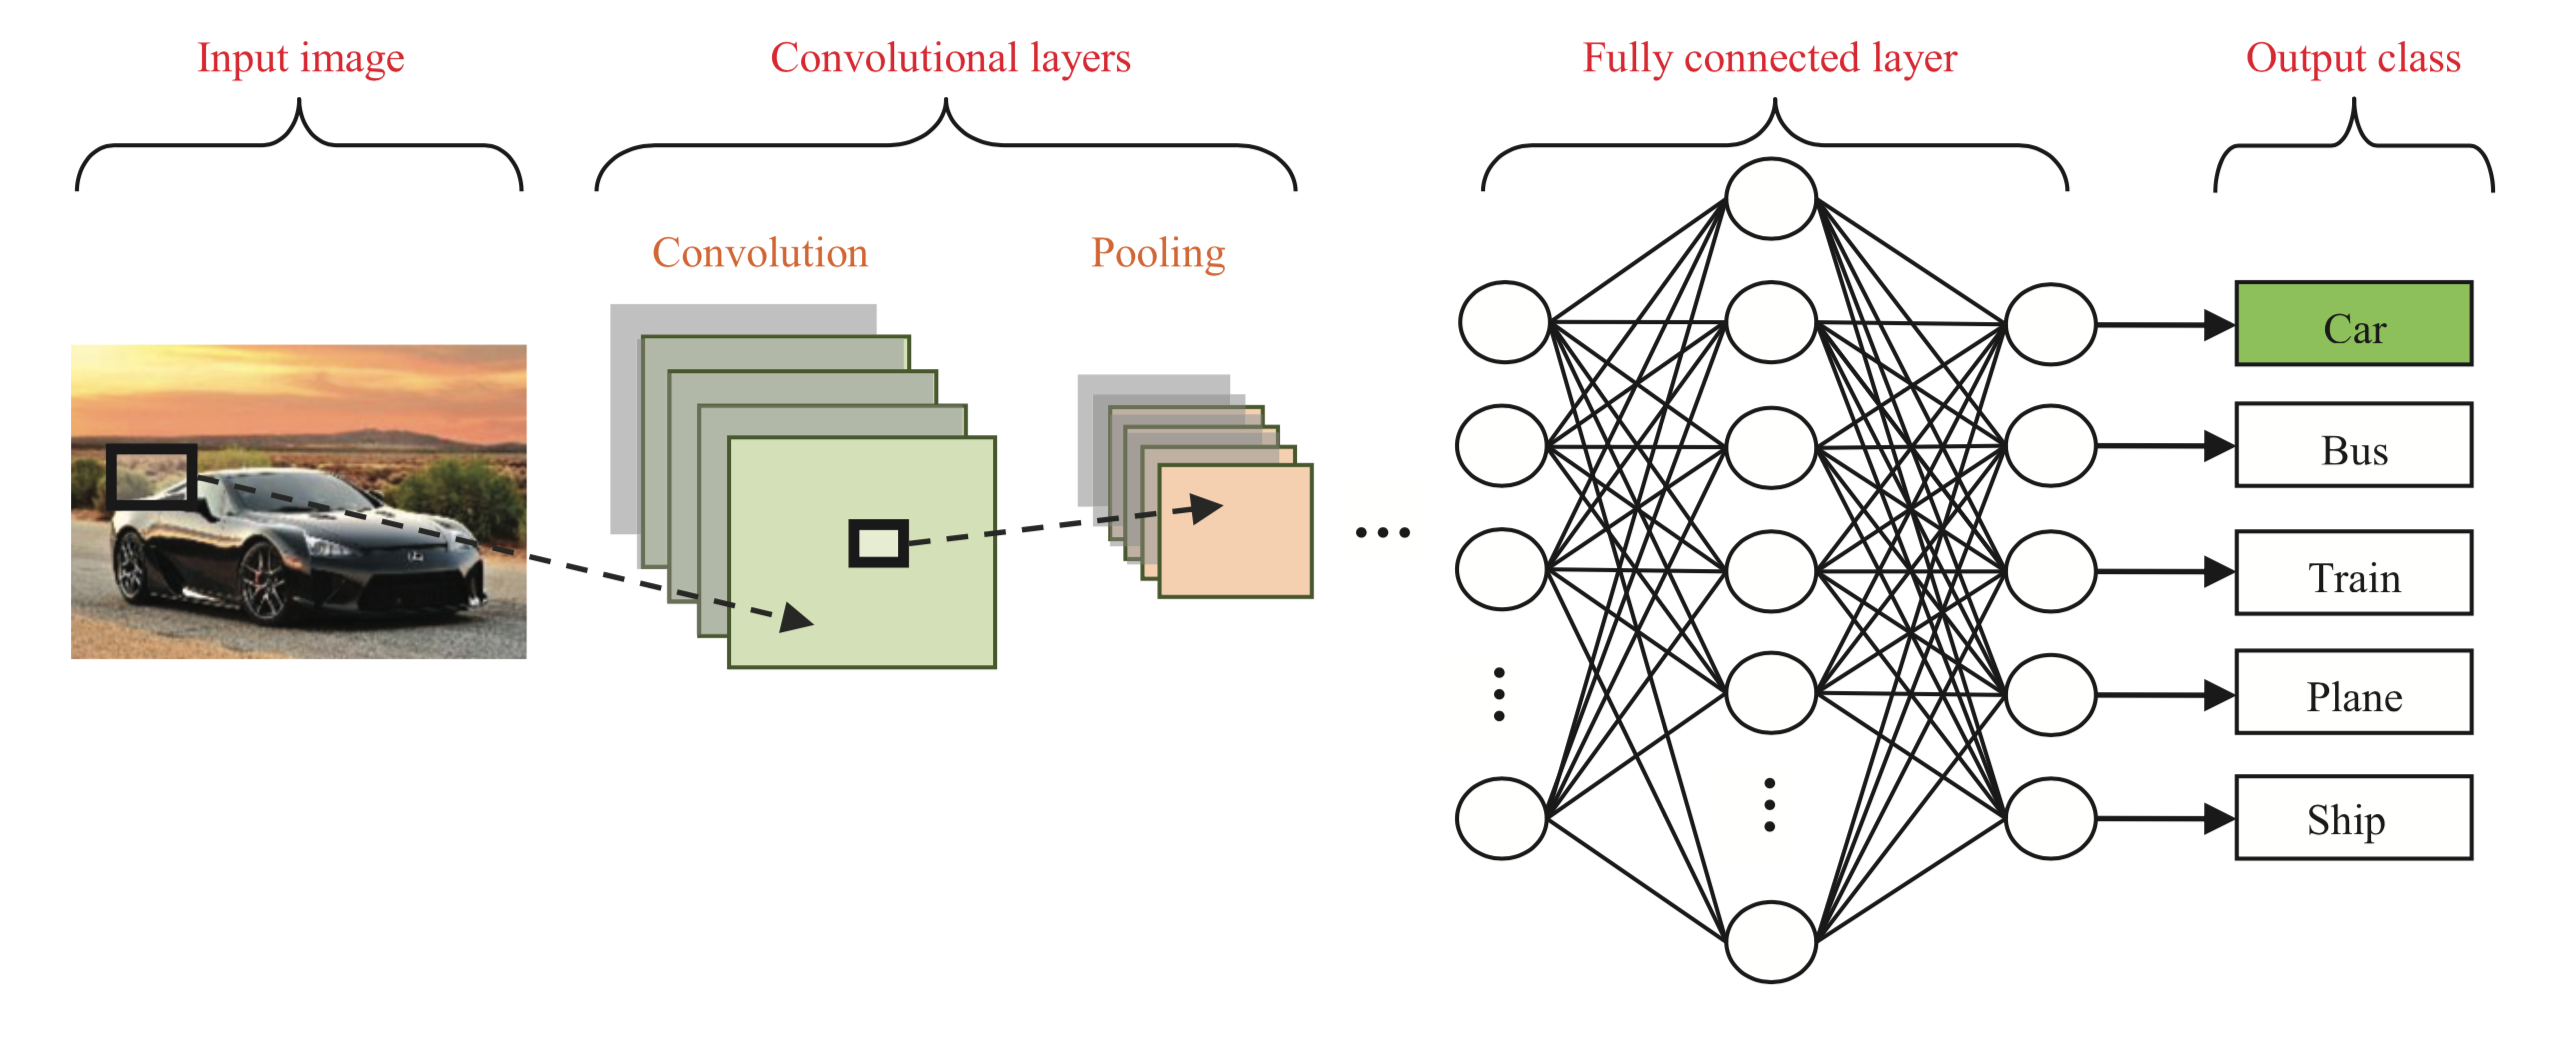 Input image
Convolutional layers
Fully connected layer
Output class
Convolution
Pooling
Car
Bus
Train
Plane
Ship